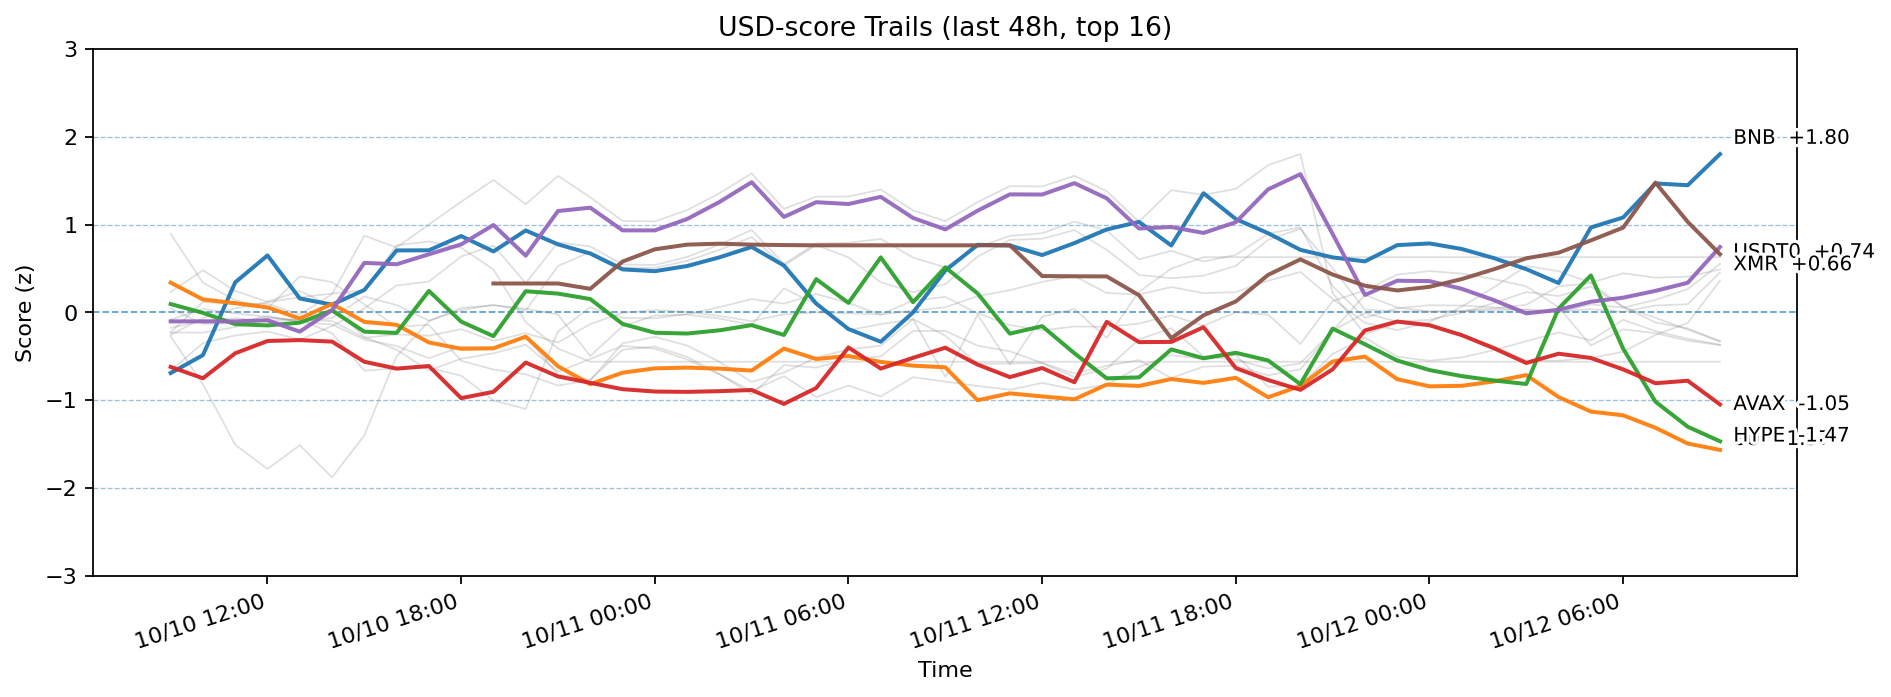 USD-score Trails (last 48h, top 16)
3
2
1
0
−1
−2
−3
Score (z)
BNB +1.80
USDT0 +0.74
XMR +0.66
AVAX -1.05
HYPE -1.47
10/10 12:00
10/10 18:00
10/11 00:00
10/11 06:00
10/11 12:00
10/11 18:00
10/12 00:00
10/12 06:00
Time